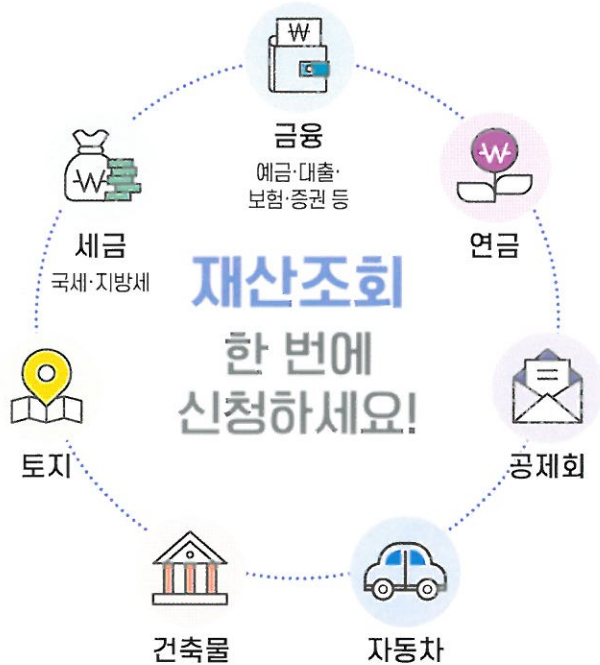 금융
예금·대출·
보험·증권 등
연금
공제회
자동차
건축물
토지
세금
국세·지방세
재산조회
한 번에
신청하세요!